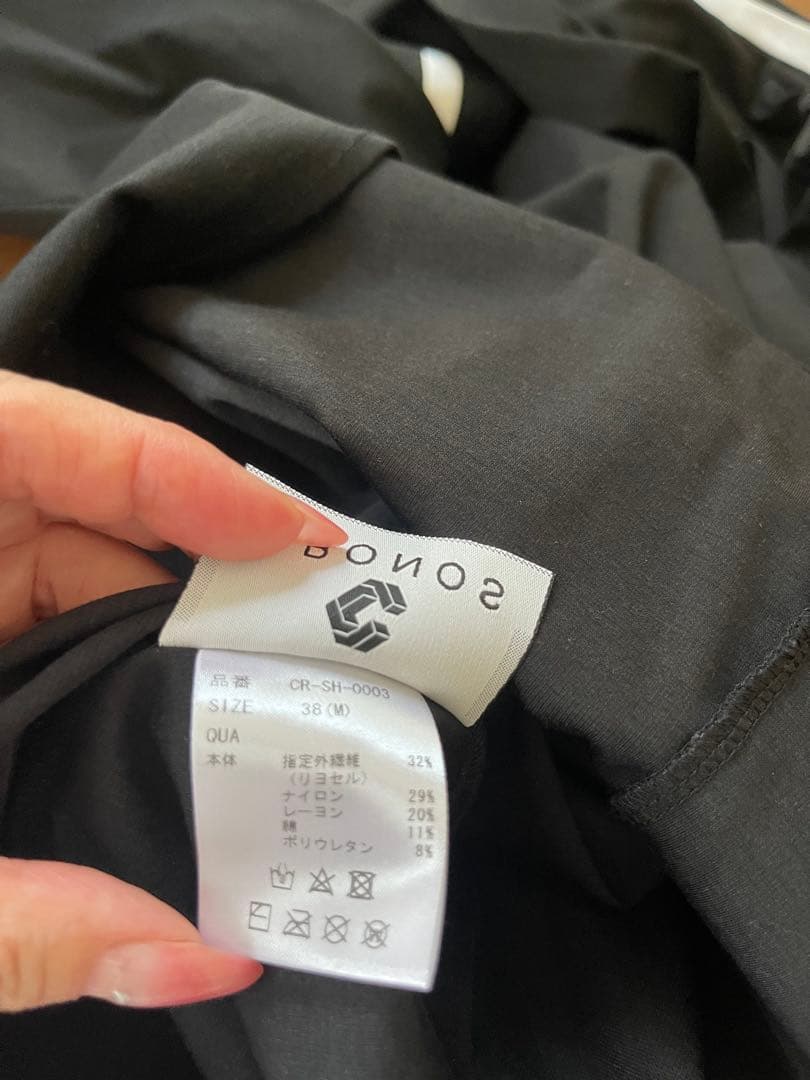 RONOS
品番 CR-SH-0003
SIZE 38(M)
QUA
本体 指定外繊維 32%
(リヨセル)
ナイロン 29%
レーヨン 20%
綿 11%
ポリウレタン 8%